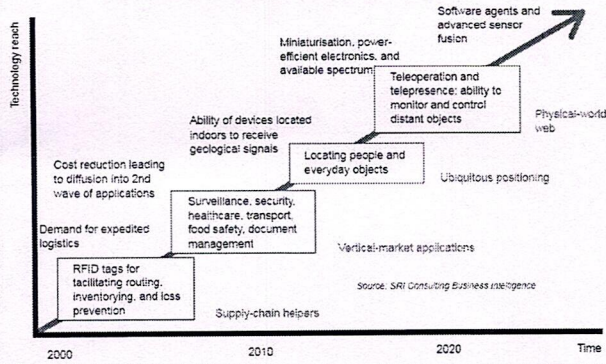 Technology reach
Software agents and
advanced sensor
fusion
Miniaturisation, power-
efficient electronics, and
available spectrum
Teleoperation and
telepresence: ability to
monitor and control
distant objects
Physical-world
web
Ability of devices located
indoors to receive
geological signals
Locating people and
everyday objects
Ubiquitous positioning
Cost reduction leading
to diffusion into 2nd
wave of applications
Surveillance, security,
healthcare, transport,
food safety, document
management
Vertical-market applications
Demand for expedited
logistics
RFID tags for
facilitating routing,
inventorying, and loss
prevention
Supply-chain helpers
Source: SRI Consulting Business Intelligence
2000
2010
2020
Time